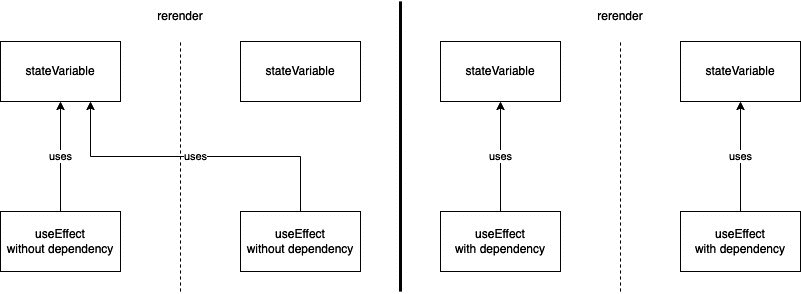 rerender
rerender
stateVariable
stateVariable
stateVariable
stateVariable
uses
uses
uses
uses
useEffect
without dependency
useEffect
without dependency
useEffect
with dependency
useEffect
with dependency